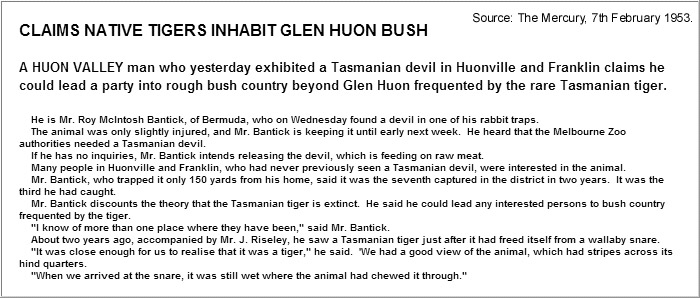 Source: The Mercury, 7th February 1953.
CLAIMS NATIVE TIGERS INHABIT GLEN HUON BUSH
A HUON VALLEY man who yesterday exhibited a Tasmanian devil in Huonville and Franklin claims he
could lead a party into rough bush country beyond Glen Huon frequented by the rare Tasmanian tiger.
He is Mr. Roy McIntosh Bantick, of Bermuda, who on Wednesday found a devil in one of his rabbit traps.
The animal was only slightly injured, and Mr. Bantick is keeping it until early next week. He heard that the Melbourne Zoo
authorities needed a Tasmanian devil.
If he has no inquiries, Mr. Bantick intends releasing the devil, which is feeding on raw meat.
Many people in Huonville and Franklin, who had never previously seen a Tasmanian devil, were interested in the animal.
Mr. Bantick, who trapped it only 150 yards from his home, said it was the seventh captured in the district in two years. It was the
third he had caught.
Mr. Bantick discounts the theory that the Tasmanian tiger is extinct. He said he could lead any interested persons to bush country
frequented by the tiger.
"I know of more than one place where they have been," said Mr. Bantick.
About two years ago, accompanied by Mr. J. Riseley, he saw a Tasmanian tiger just after it had freed itself from a wallaby snare.
"It was close enough for us to realise that it was a tiger," he said. 'We had a good view of the animal, which had stripes across its
hind quarters.
"When we arrived at the snare, it was still wet where the animal had chewed it through."